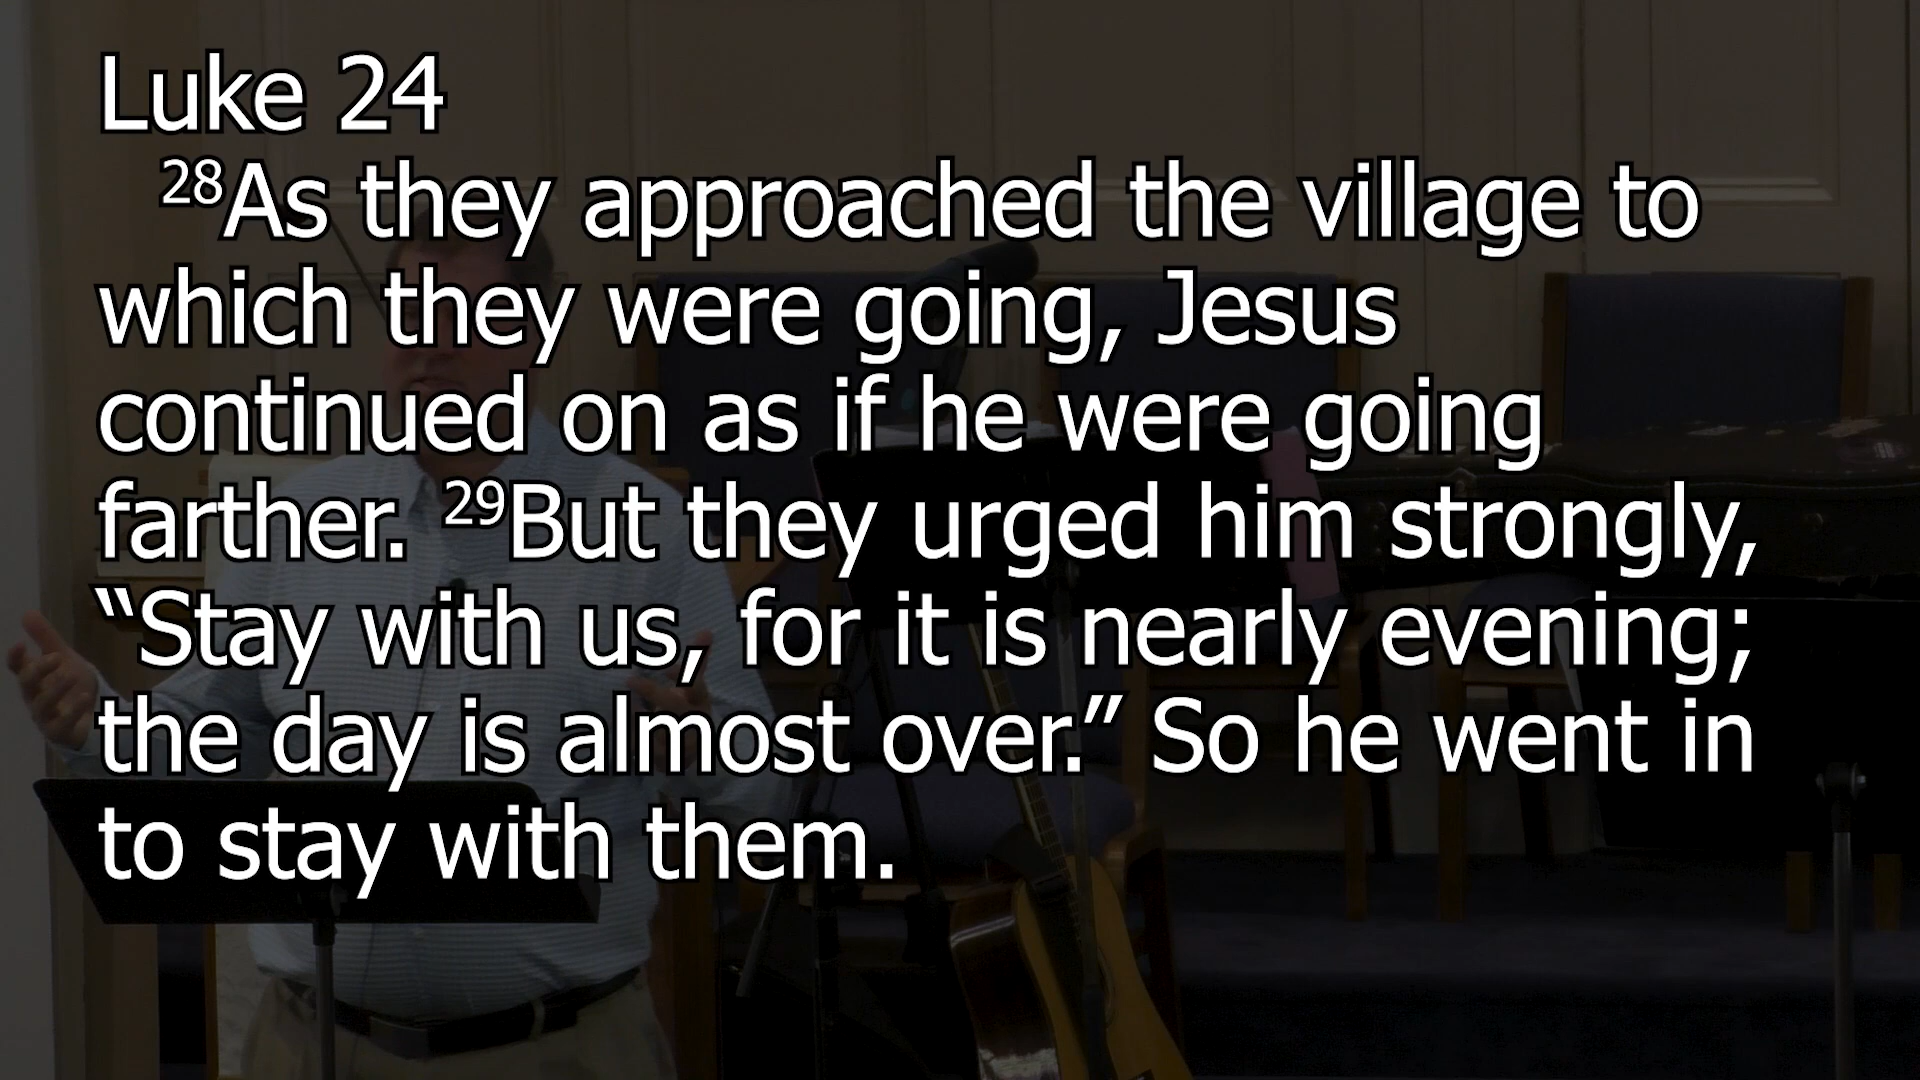 Luke 24
28As they approached the village to
which they were going, Jesus
continued on as if he were going
farther. 29But they urged him strongly,
“Stay with us, for it is nearly evening;
the day is almost over.” So he went in
to stay with them.